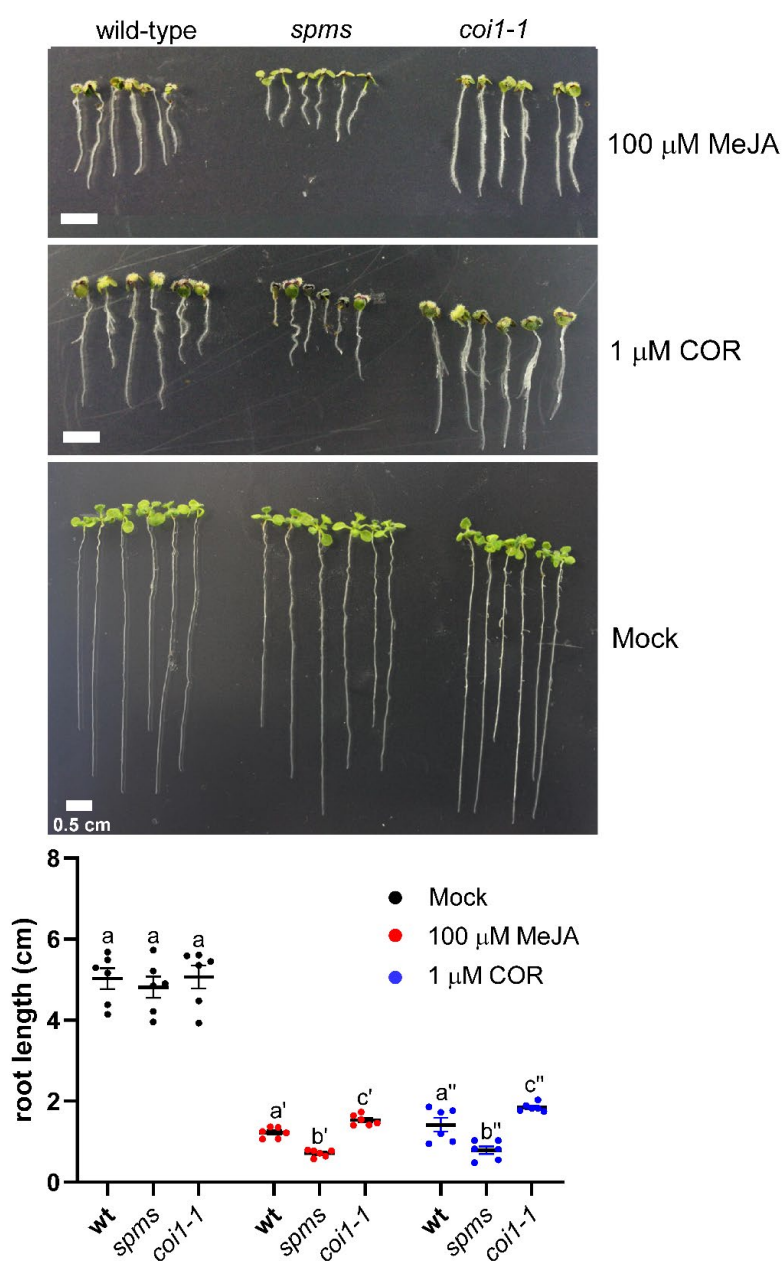 wild-type spms coi1-1
100 μM MeJA
1 μM COR
Mock
0.5 cm
8
6
4
2
0
root length (cm)
a a a
a' b' c'
a'' b'' c''
Mock
100 μM MeJA
1 μM COR
wt spms coi1-1 wt spms coi1-1 wt spms coi1-1